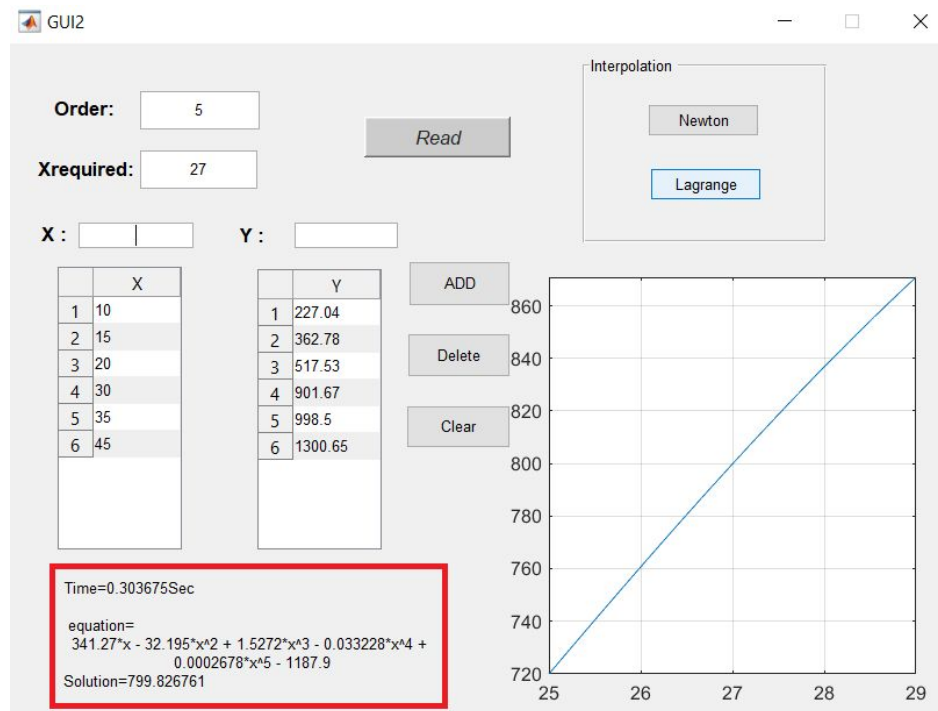 GUI2
Order: 5
Read
Xrequired: 27
Interpolation
Newton
Lagrange
X :
Y :
X
1 10
2 15
3 20
4 30
5 35
6 45
Y
1 227.04
2 362.78
3 517.53
4 901.67
5 998.5
6 1300.65
ADD
Delete
Clear
860
840
820
800
780
760
740
720
25 26 27 28 29
Time=0.303675Sec
equation=
341.27*x - 32.195*x^2 + 1.5272*x^3 - 0.033228*x^4 +
0.0002678*x^5 - 1187.9
Solution=799.826761